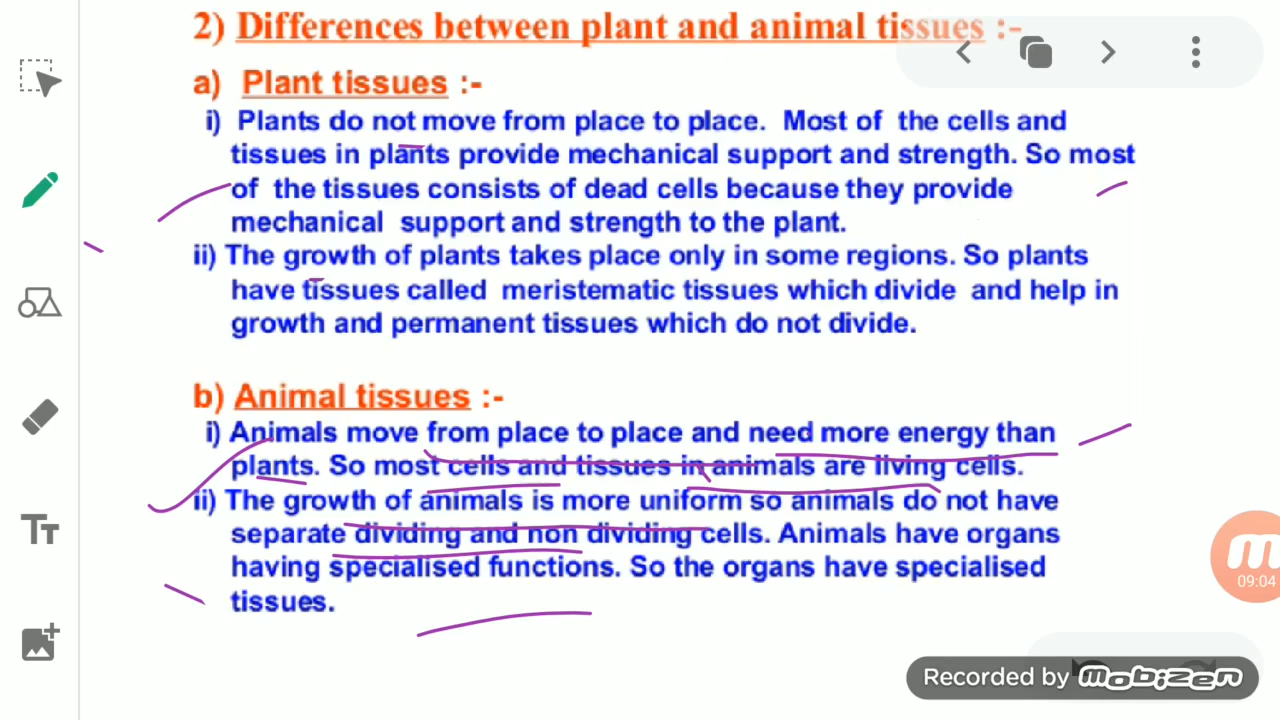 2) Differences between plant and animal tissues :-
a) Plant tissues :-
i) Plants do not move from place to place. Most of the cells and
tissues in plants provide mechanical support and strength. So most
of the tissues consists of dead cells because they provide
mechanical support and strength to the plant.
ii) The growth of plants takes place only in some regions. So plants
have tissues called meristematic tissues which divide and help in
growth and permanent tissues which do not divide.
b) Animal tissues :-
i) Animals move from place to place and need more energy than
plants. So most cells and tissues in animals are living cells.
ii) The growth of animals is more uniform so animals do not have
separate dividing and non dividing cells. Animals have organs
having specialised functions. So the organs have specialised
tissues.
Tт
09:04
Recorded by mobizen